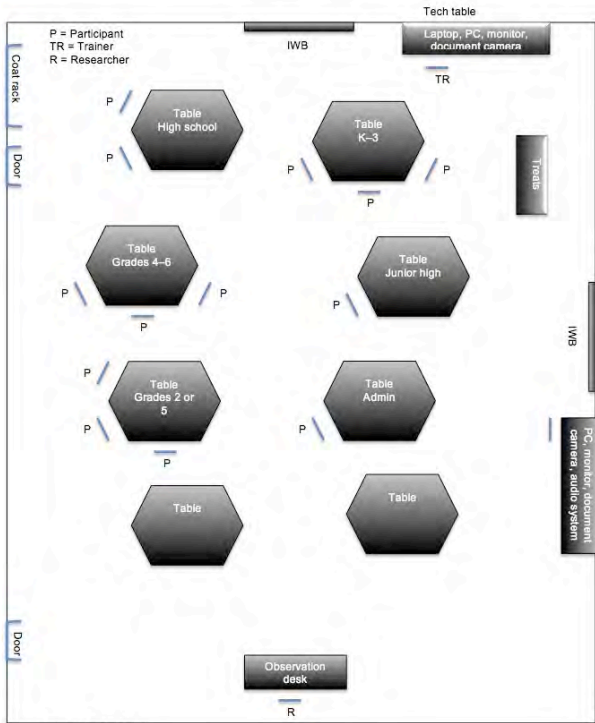 Tech table
P = Participant
TR = Trainer
R = Researcher
IWB
Laptop, PC, monitor,
document camera
TR
Coat rack
Door
P
P
Table
High school
Table
K–3
P
P
P
Treats
Table
Grades 4–6
P
P
P
Table
Junior high
P
IWB
P
P
Table
Grades 2 or
5
P
Table
Admin
P
PC, monitor, document
camera, audio system
Table
Table
Door
Observation
desk
R